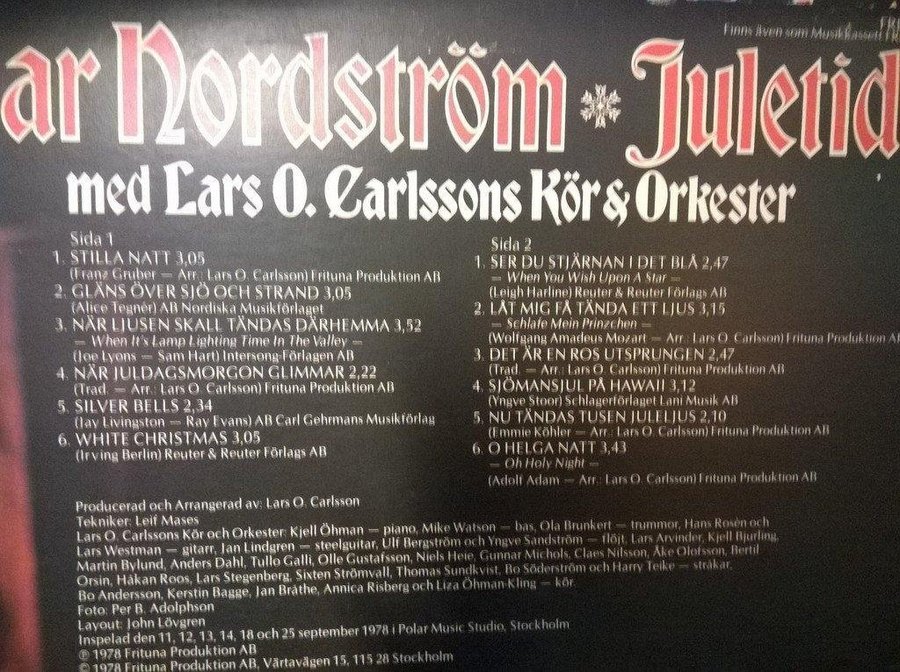 Finns även som Musikkassett
ar Nordström * Juletid
med Lars O. Carlssons Kör & Orkester
Sida 1
1. STILLA NATT 3,05
(Franz Gruber — Arr.: Lars O. Carlsson) Frituna Produktion AB
2. GLÄNS ÖVER SJÖ OCH STRAND 3,05
(Alice Tegnér) AB Nordiska Musikförlaget
3. NÄR LJUSEN SKALL TÄNDAS DÄRHEMMA 3,52
— When It's Lamp Lighting Time In The Valley —
(Joe Lyons — Sam Hart) Intersong-Förlagen AB
4. NÄR JULDAGSMORGON GLIMMAR 2,22
(Trad. — Arr.: Lars O. Carlsson) Frituna Produktion AB
5. SILVER BELLS 2,34
(Jay Livingston — Ray Evans) AB Carl Gehrmans Musikförlag
6. WHITE CHRISTMAS 3,05
(Irving Berlin) Reuter & Reuter Förlags AB
Sida 2
1. SER DU STJÄRNAN I DET BLÅ 2,47
— When You Wish Upon A Star —
(Leigh Harline) Reuter & Reuter Förlags AB
2. LÅT MIG FÅ TÄNDA ETT LJUS 3,15
— Schlafe Mein Prinzchen —
(Wolfgang Amadeus Mozart — Arr.: Lars O. Carlsson) Frituna Produktion AB
3. DET ÄR EN ROS UTSPRUNGEN 2,47
(Trad. — Arr.: Lars O. Carlsson) Frituna Produktion AB
4. SJÖMANSJUL PÅ HAWAII 3,12
(Yngve Stoor) Schlagerförlaget Lani Musik AB
5. NU TÄNDAS TUSEN JULELJUS 2,10
(Emmie Köhler — Arr.: Lars O. Carlsson) Frituna Produktion AB
6. O HELGA NATT 3,43
— Oh Holy Night —
(Adolf Adam — Arr.: Lars O. Carlsson) Frituna Produktion AB
Producerad och Arrangerad av: Lars O. Carlsson
Tekniker: Leif Mases
Lars O. Carlssons Kör och Orkester: Kjell Öhman — piano, Mike Watson — bas, Ola Brunkert — trummor, Hans Rosén och
Lars Westman — gitarr, Jan Lindgren — steelguitar, Ulf Bergström och Yngve Sandström — flöjt, Lars Arvinder, Kjell Bjurling,
Martin Bylund, Anders Dahl, Tullo Galli, Olle Gustafsson, Niels Heie, Gunnar Michols, Claes Nilsson, Åke Olofsson, Bertil
Orsin, Håkan Roos, Lars Stegenberg, Sixten Strömvall, Thomas Sundkvist, Bo Söderström och Harry Teike — stråkar,
Bo Andersson, Kerstin Bagge, Jan Bråthe, Annica Risberg och Liza Öhman-Kling — kör.
Foto: Per B. Adolphson
Layout: John Lövgren
Inspelad den 11, 12, 13, 14, 18 och 25 september 1978 i Polar Music Studio, Stockholm
℗ 1978 Frituna Produktion AB
© 1978 Frituna Produktion AB, Värtavägen 15, 115 28 Stockholm